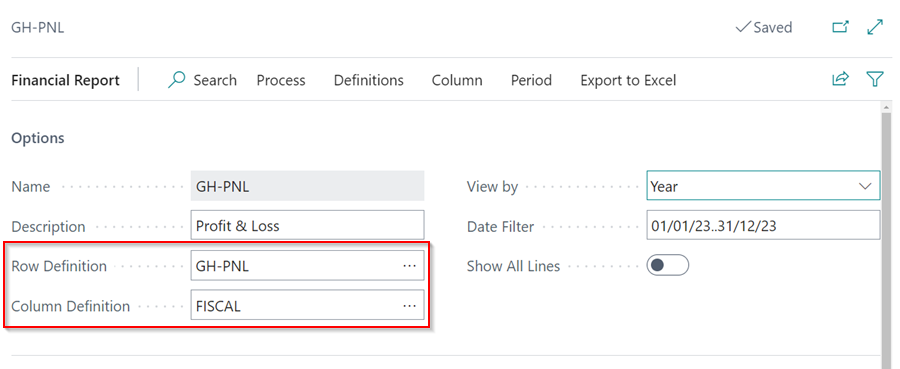 GH-PNL
Saved
Financial Report Search Process Definitions Column Period Export to Excel
Options
Name GH-PNL
View by Year
Description Profit & Loss
Date Filter 01/01/23..31/12/23
Row Definition GH-PNL ...
Show All Lines
Column Definition FISCAL ...